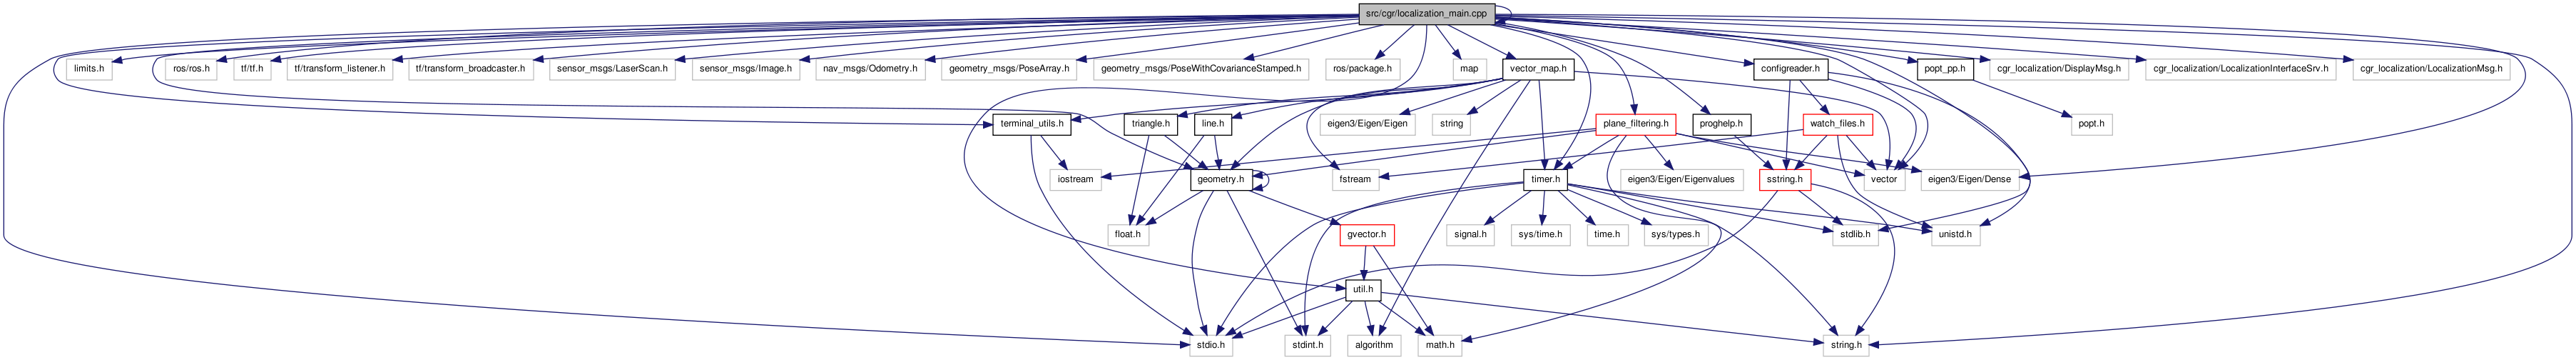 src/cgr/localization_main.cpp
limits.h
ros/ros.h
tf/tf.h
tf/transform_listener.h
tf/transform_broadcaster.h
sensor_msgs/LaserScan.h
sensor_msgs/Image.h
nav_msgs/Odometry.h
geometry_msgs/PoseArray.h
geometry_msgs/PoseWithCovarianceStamped.h
ros/package.h
map
vector_map.h
configreader.h
popt_pp.h
cgr_localization/DisplayMsg.h
cgr_localization/LocalizationInterfaceSrv.h
cgr_localization/LocalizationMsg.h
terminal_utils.h
triangle.h
line.h
eigen3/Eigen/Eigen
string
plane_filtering.h
proghelp.h
watch_files.h
popt.h
iostream
geometry.h
fstream
timer.h
eigen3/Eigen/Eigenvalues
sstring.h
vector
eigen3/Eigen/Dense
float.h
gvector.h
signal.h
sys/time.h
time.h
sys/types.h
stdlib.h
unistd.h
util.h
stdio.h
stdint.h
algorithm
math.h
string.h